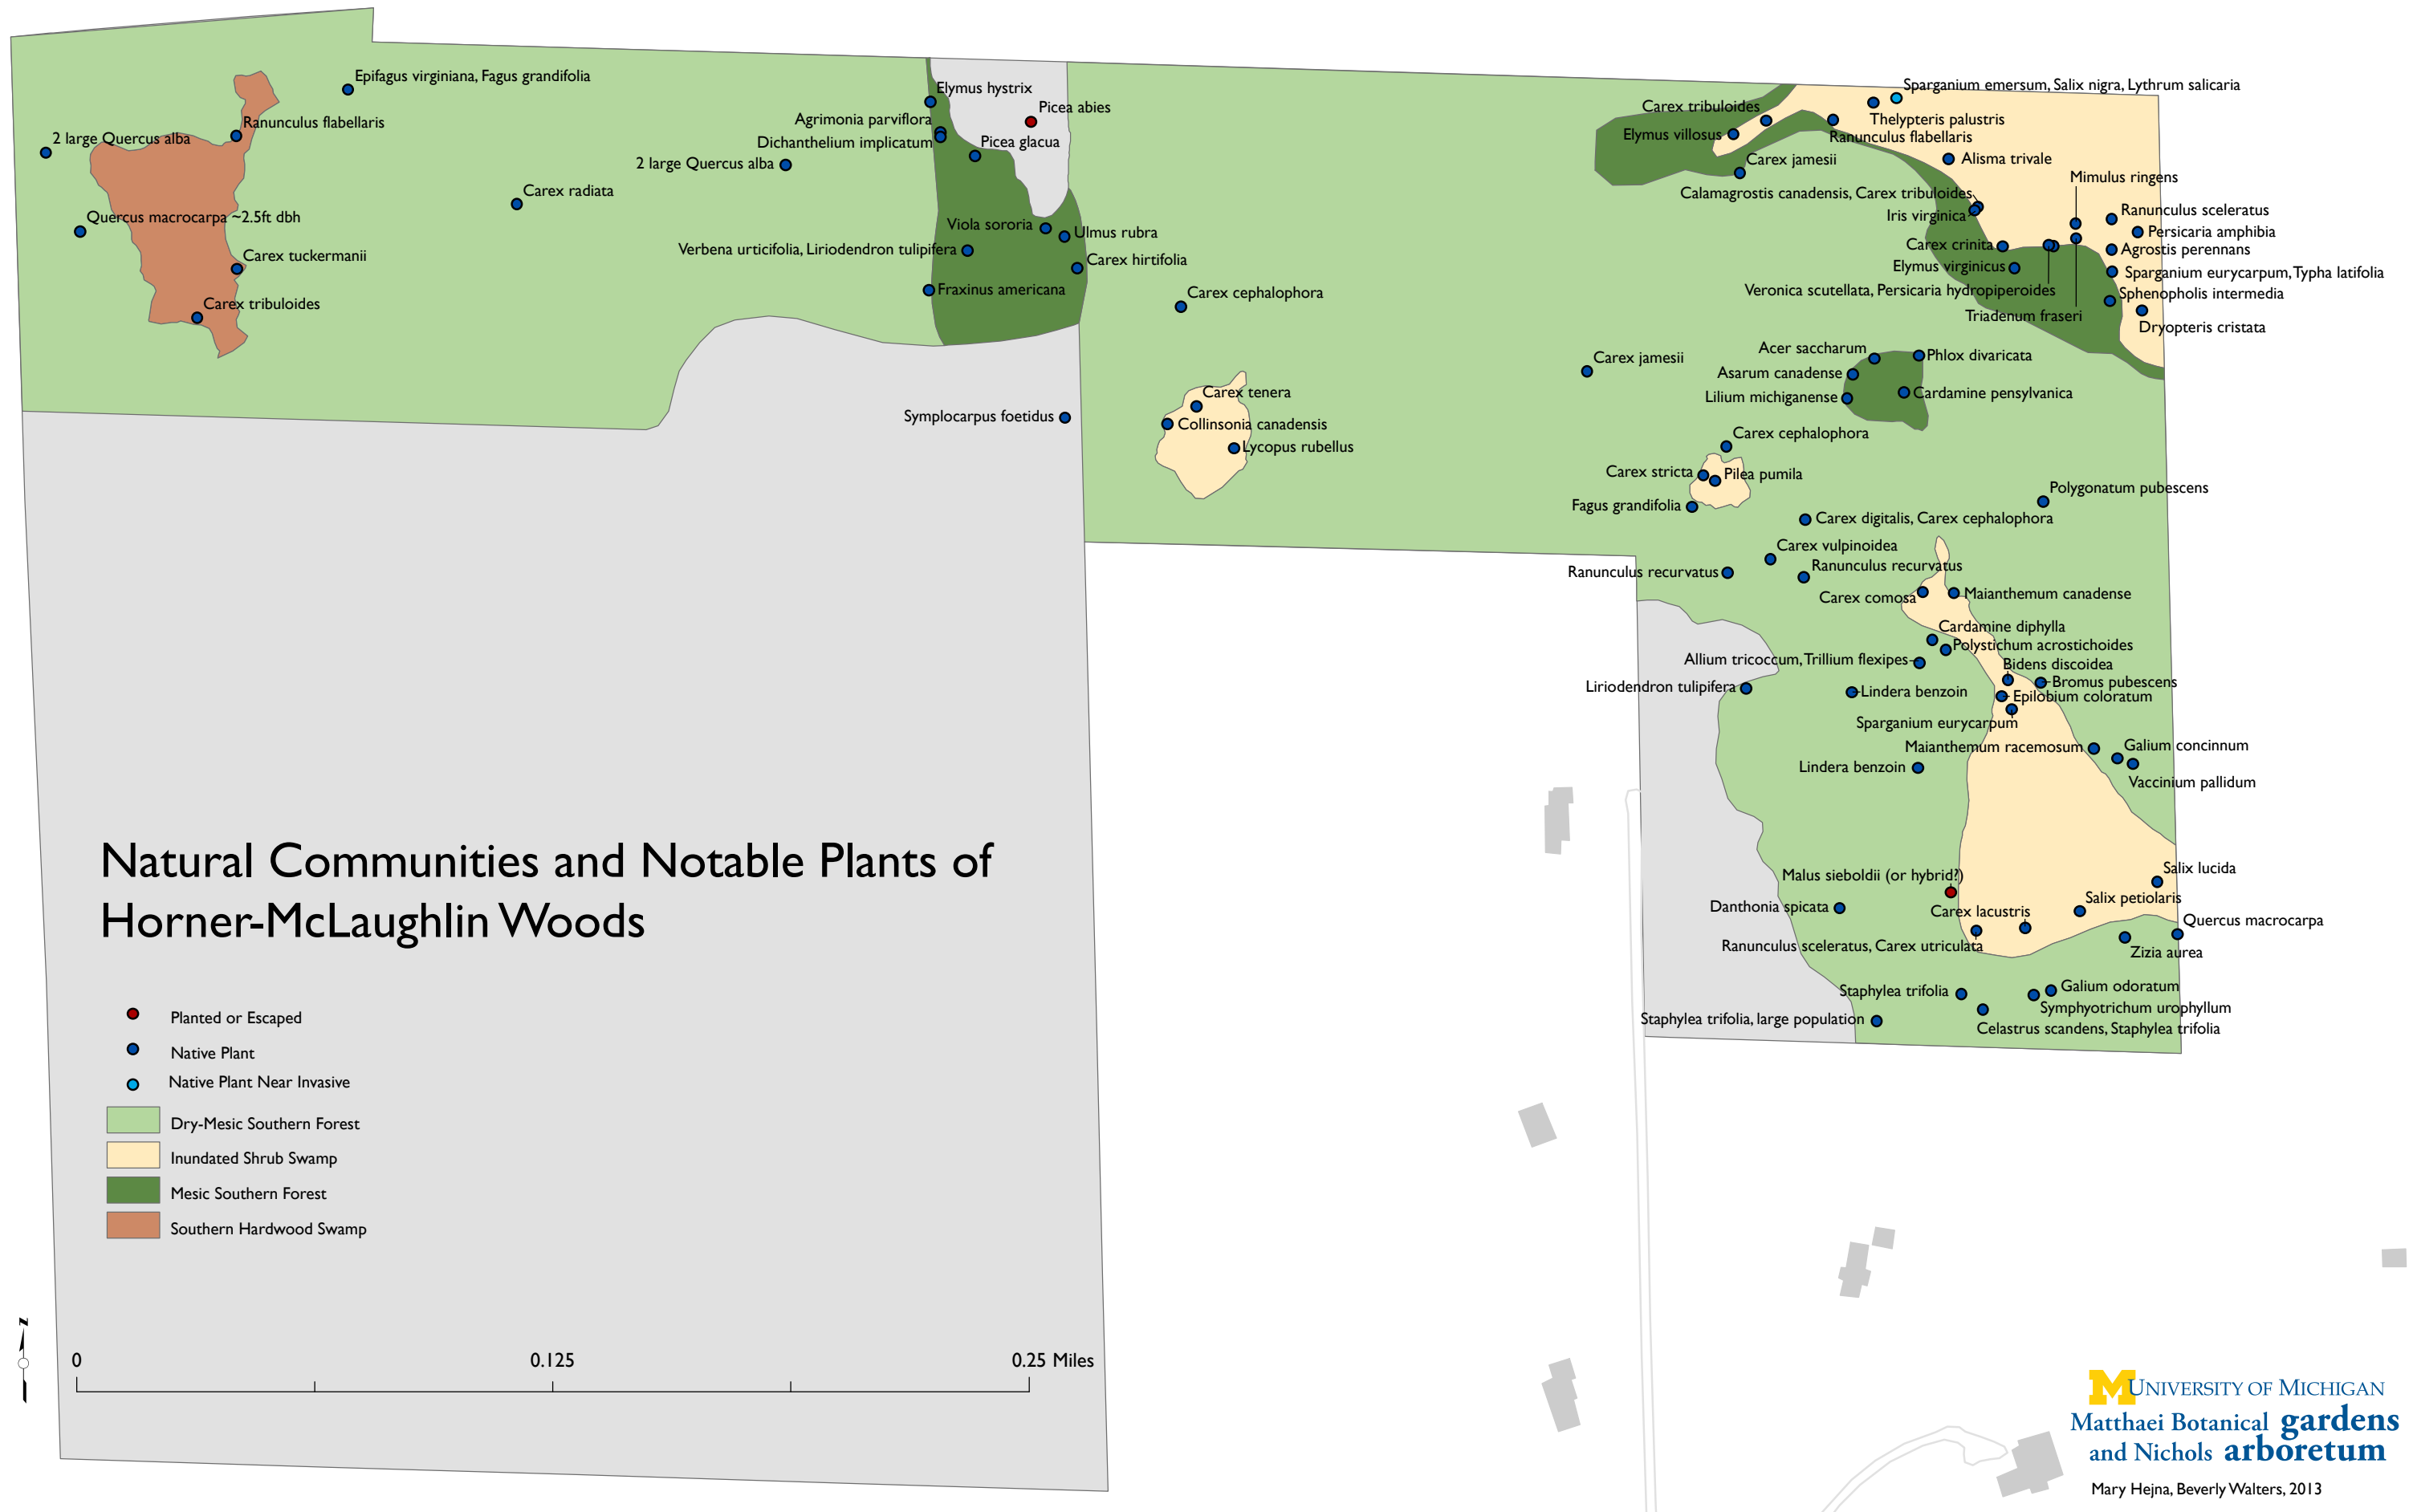 Epifagus virginiana, Fagus grandifolia
Ranunculus flabellaris
2 large Quercus alba
Quercus macrocarpa ~2.5ft dbh
Carex tuckermanii
Carex tribuloides
Carex radiata
Elymus hystrix
Picea abies
Agrimonia parviflora
Dichanthelium implicatum
Picea glacua
2 large Quercus alba
Viola sororia
Ulmus rubra
Verbena urticifolia, Liriodendron tulipifera
Carex hirtifolia
Fraxinus americana
Carex cephalophora
Symplocarpus foetidus
Carex tenera
Collinsonia canadensis
Lycopus rubellus
Sparganium emersum, Salix nigra, Lythrum salicaria
Carex tribuloides
Thelypteris palustris
Elymus villosus
Ranunculus flabellaris
Carex jamesii
Alisma trivale
Mimulus ringens
Calamagrostis canadensis, Carex tribuloides
Iris virginica
Ranunculus sceleratus
Persicaria amphibia
Carex crinita
Agrostis perennans
Elymus virginicus
Sparganium eurycarpum, Typha latifolia
Veronica scutellata, Persicaria hydropiperoides
Sphenopholis intermedia
Triadenum fraseri
Dryopteris cristata
Carex jamesii
Acer saccharum
Phlox divaricata
Asarum canadense
Lilium michiganense
Cardamine pensylvanica
Carex cephalophora
Carex stricta
Pilea pumila
Fagus grandifolia
Polygonatum pubescens
Carex digitalis, Carex cephalophora
Carex vulpinoidea
Ranunculus recurvatus
Ranunculus recurvatus
Carex comosa
Maianthemum canadense
Cardamine diphylla
Polystichum acrostichoides
Allium tricoccum, Trillium flexipes
Bidens discoidea
Bromus pubescens
Liriodendron tulipifera
Lindera benzoin
Epilobium coloratum
Sparganium eurycarpum
Maianthemum racemosum
Galium concinnum
Lindera benzoin
Vaccinium pallidum
Malus sieboldii (or hybrid?)
Salix lucida
Danthonia spicata
Carex lacustris
Salix petiolaris
Quercus macrocarpa
Ranunculus sceleratus, Carex utriculata
Zizia aurea
Staphylea trifolia
Galium odoratum
Symphyotrichum urophyllum
Staphylea trifolia, large population
Celastrus scandens, Staphylea trifolia
Natural Communities and Notable Plants of
Horner-McLaughlin Woods
Planted or Escaped
Native Plant
Native Plant Near Invasive
Dry-Mesic Southern Forest
Inundated Shrub Swamp
Mesic Southern Forest
Southern Hardwood Swamp
N
0 0.125 0.25 Miles
M UNIVERSITY OF MICHIGAN
Matthaei Botanical gardens
and Nichols arboretum
Mary Hejna, Beverly Walters, 2013